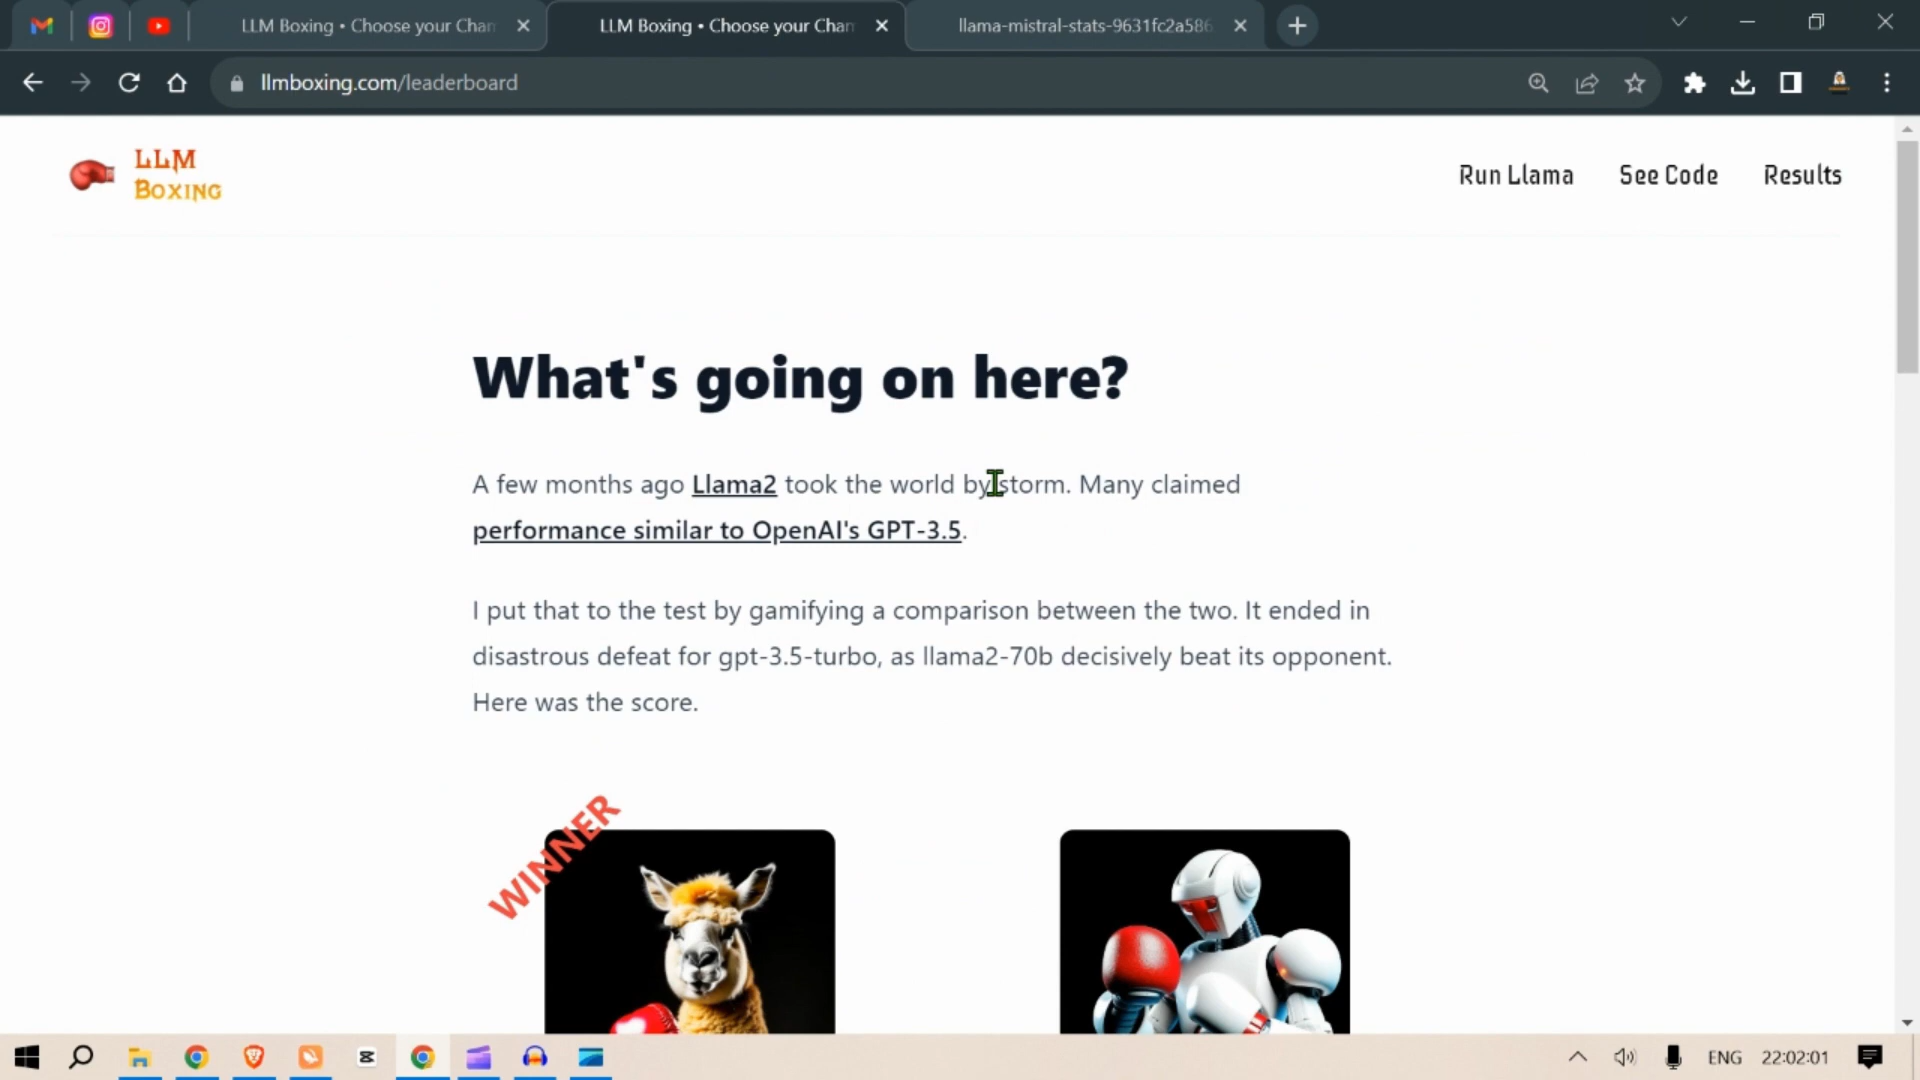 LLM Boxing • Choose your Chan
LLM Boxing • Choose your Chan
llama-mistral-stats-9631fc2a586
llmboxing.com/leaderboard
LLM
BOXING
Run Llama
See Code
Results
What's going on here?
A few months ago Llama2 took the world by storm. Many claimed
performance similar to OpenAI's GPT-3.5.
I put that to the test by gamifying a comparison between the two. It ended in
disastrous defeat for gpt-3.5-turbo, as llama2-70b decisively beat its opponent.
Here was the score.
WINNER
ENG
22:02:01